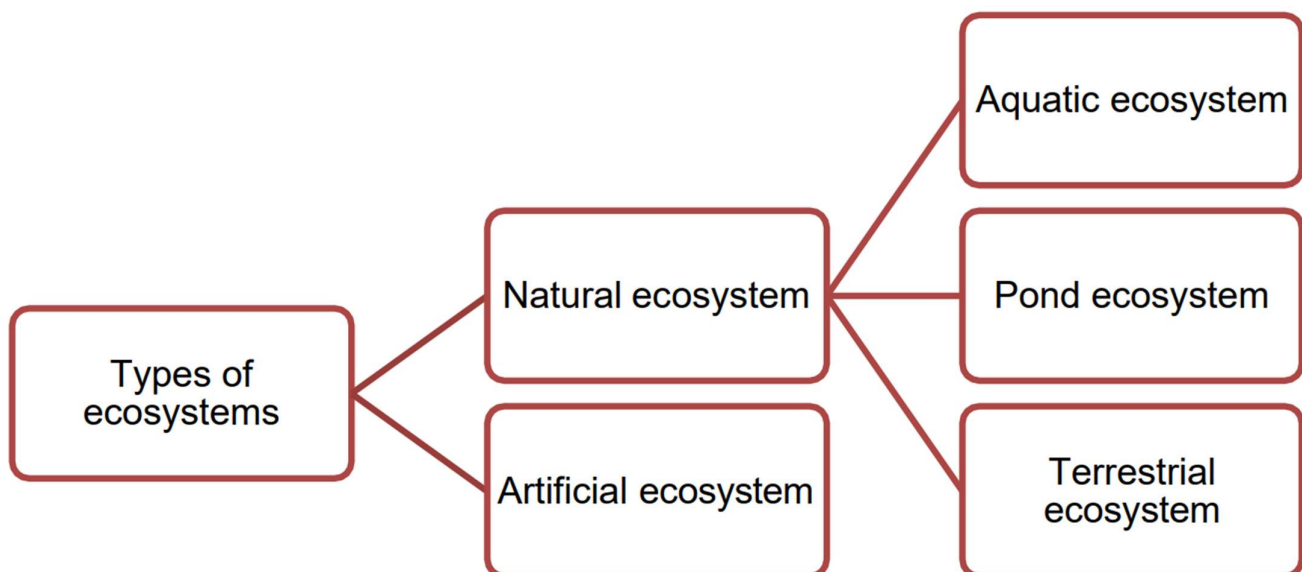 Types of
ecosystems
Natural ecosystem
Artificial ecosystem
Aquatic ecosystem
Pond ecosystem
Terrestrial
ecosystem